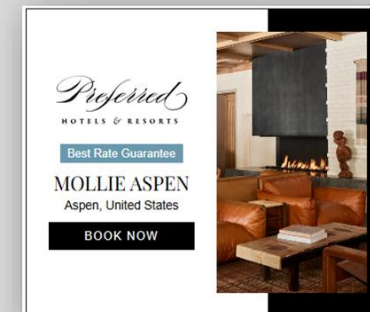 Preferred
HOTELS & RESORTS
Best Rate Guarantee
MOLLIE ASPEN
Aspen, United States
BOOK NOW